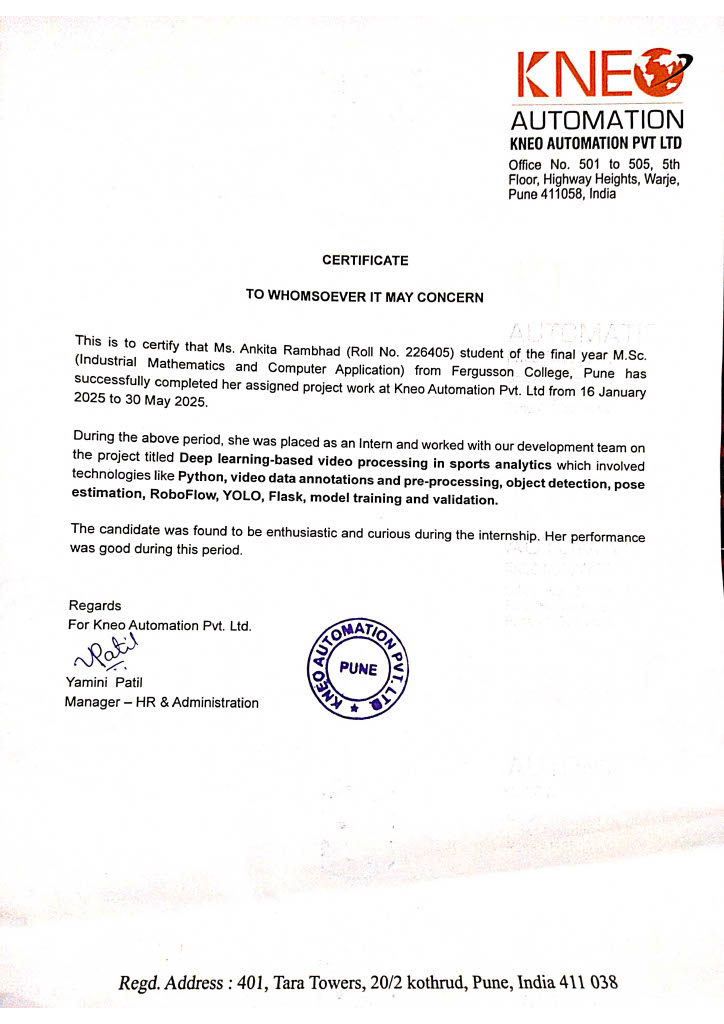 KNEO
AUTOMATION
KNEO AUTOMATION PVT LTD
Office No. 501 to 505, 5th
Floor, Highway Heights, Warje,
Pune 411058, India
CERTIFICATE
TO WHOMSOEVER IT MAY CONCERN
This is to certify that Ms. Ankita Rambhad (Roll No. 226405) student of the final year M.Sc.
(Industrial Mathematics and Computer Application) from Fergusson College, Pune has
successfully completed her assigned project work at Kneo Automation Pvt. Ltd from 16 January
2025 to 30 May 2025.
During the above period, she was placed as an Intern and worked with our development team on
the project titled Deep learning-based video processing in sports analytics which involved
technologies like Python, video data annotations and pre-processing, object detection, pose
estimation, RoboFlow, YOLO, Flask, model training and validation.
The candidate was found to be enthusiastic and curious during the internship. Her performance
was good during this period.
Regards
For Kneo Automation Pvt. Ltd.
YPatil
Yamini Patil
Manager – HR & Administration
KNEO AUTOMATION PVT. LTD.
PUNE
Regd. Address : 401, Tara Towers, 20/2 kothrud, Pune, India 411 038